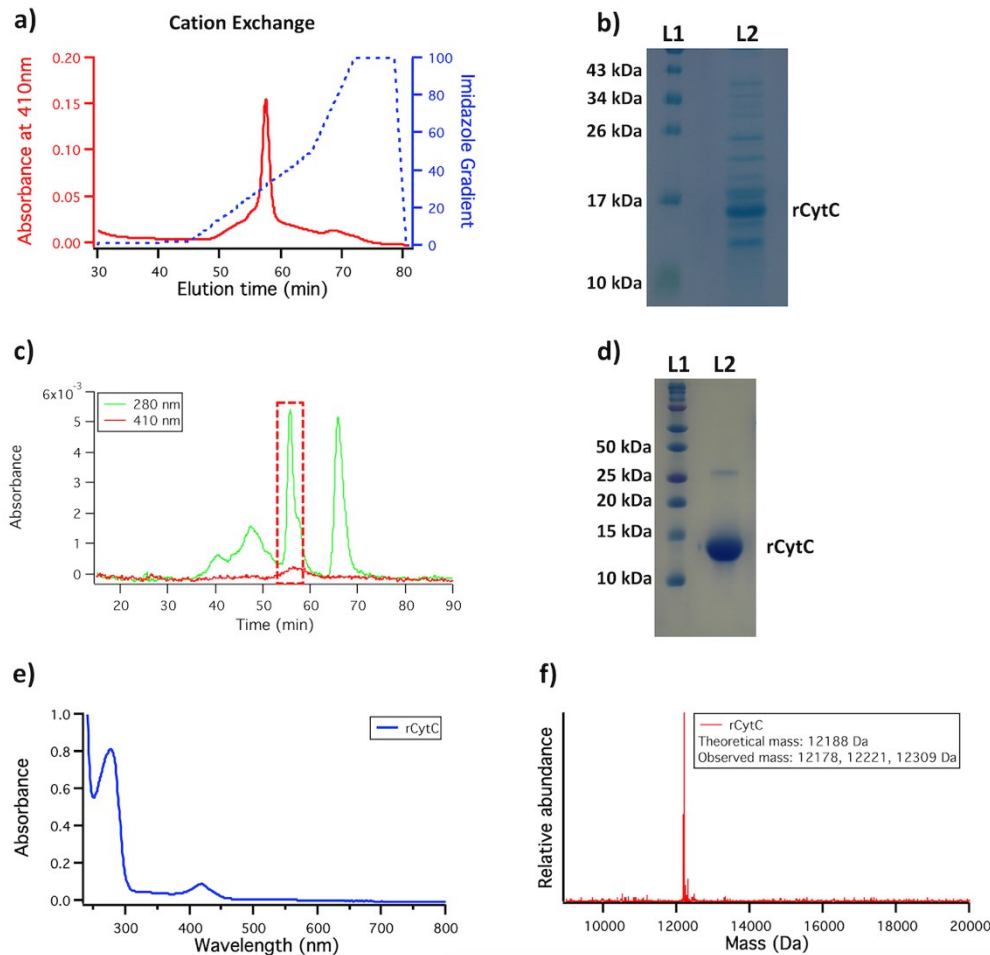 a)
Cation Exchange
Absorbance at 410nm
0.20
0.15
0.10
0.05
0.00
100
80
60
40
20
0
Imidazole Gradient
30 40 50 60 70 80
Elution time (min)
b)
L1 L2
43 kDa
34 kDa
26 kDa
17 kDa
rCytC
10 kDa
c)
6x10⁻³
5
4
3
2
1
0
Absorbance
280 nm
410 nm
20 30 40 50 60 70 80 90
Time (min)
d)
L1 L2
50 kDa
25 kDa
20 kDa
15 kDa
rCytC
10 kDa
e)
Absorbance
1.0
0.8
0.6
0.4
0.2
0.0
rCytC
300 400 500 600 700 800
Wavelength (nm)
f)
Relative abundance
rCytC
Theoretical mass: 12188 Da
Observed mass: 12178, 12221, 12309 Da
10000 12000 14000 16000 18000 20000
Mass (Da)